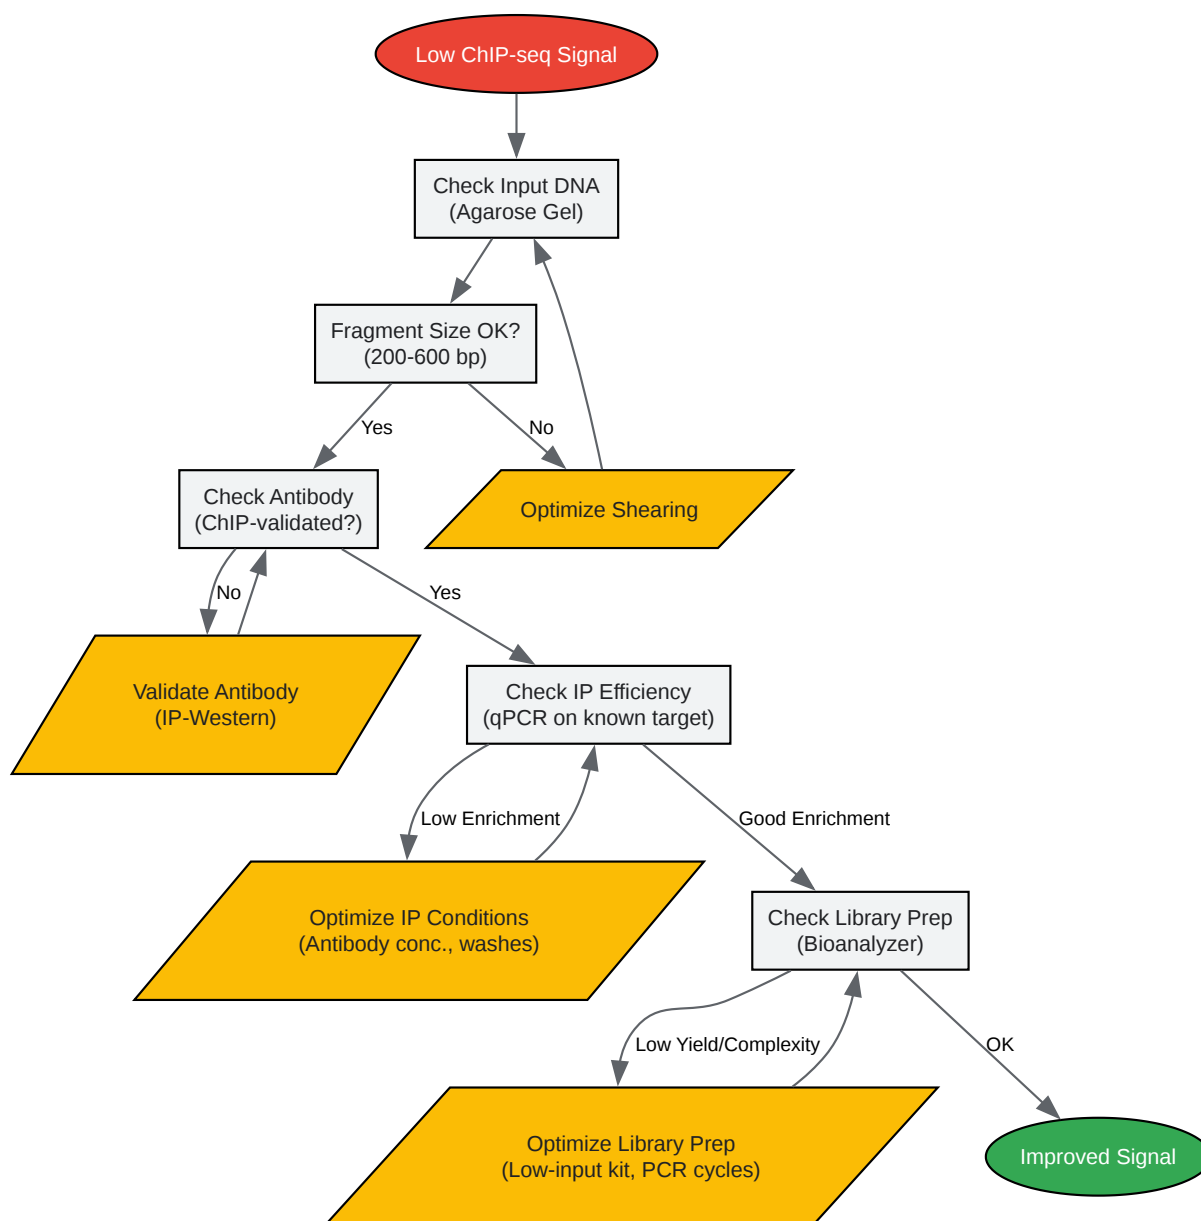 Low ChIP-seq Signal
Check Input DNA
(Agarose Gel)
Fragment Size OK?
(200-600 bp)
Yes
No
Check Antibody
(ChIP-validated?)
Optimize Shearing
No
Yes
Validate Antibody
(IP-Western)
Check IP Efficiency
(qPCR on known target)
Low Enrichment
Good Enrichment
Optimize IP Conditions
(Antibody conc., washes)
Check Library Prep
(Bioanalyzer)
Low Yield/Complexity
OK
Optimize Library Prep
(Low-input kit, PCR cycles)
Improved Signal